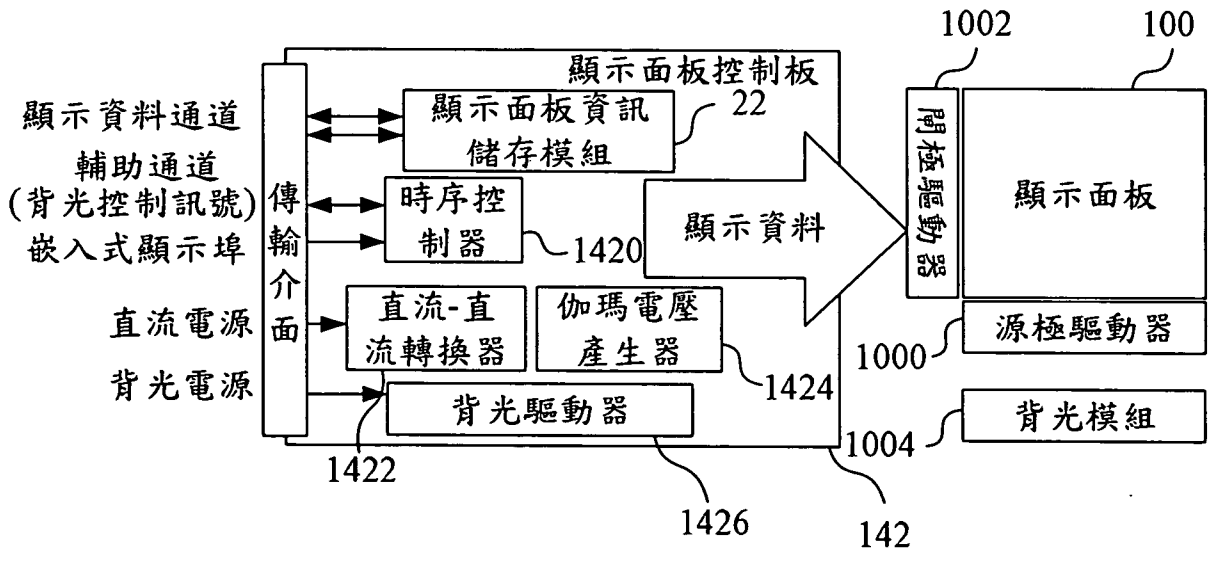 1002
100
顯示面板控制板
顯示資料通道
輔助通道
(背光控制訊號)
嵌入式顯示埠
直流電源
背光電源
傳輸介面
顯示面板資訊
儲存模組
22
時序控
制器
1420
直流-直
流轉換器
1422
伽瑪電壓
產生器
1424
背光驅動器
1426
顯示資料
142
閘極驅動器
顯示面板
源極驅動器
1000
背光模組
1004